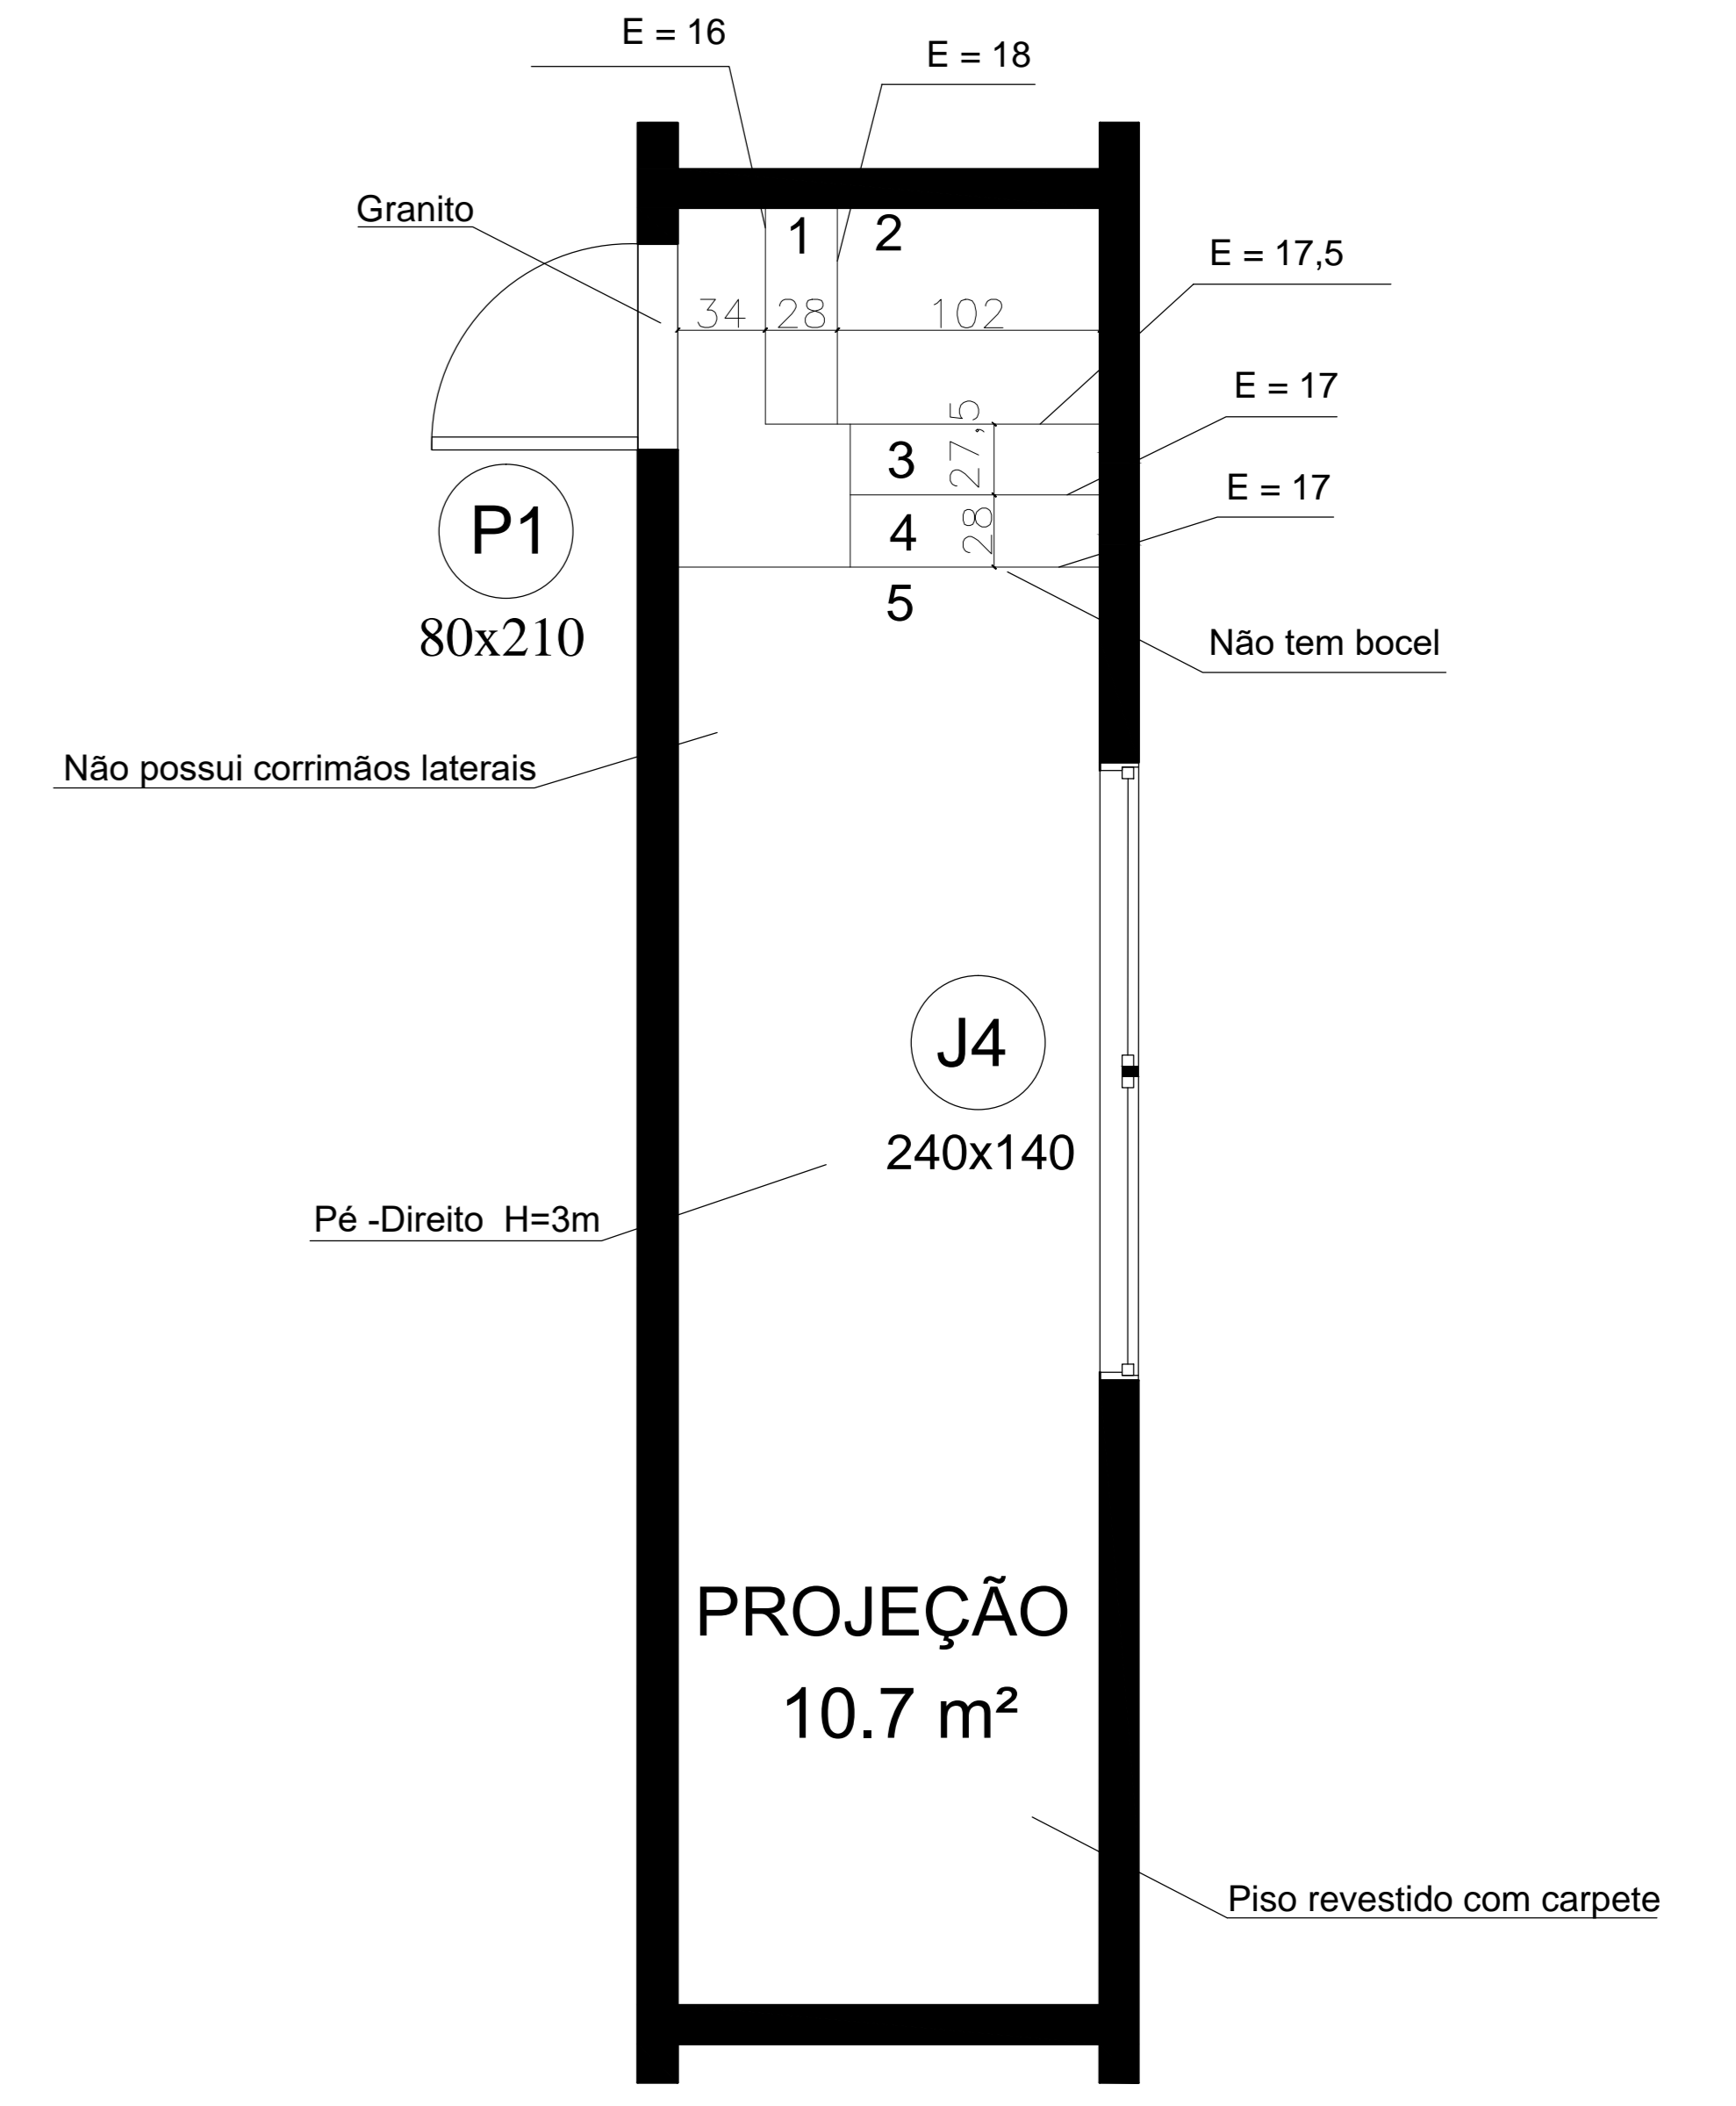 E = 16
E = 18
Granito
1
2
E = 17,5
34
28
102
E = 17
27,5
3
E = 17
P1
4
28
5
80x210
Não tem bocel
Não possui corrimãos laterais
J4
240x140
Pé -Direito  H=3m
PROJEÇÃO
10.7 m²
Piso revestido com carpete